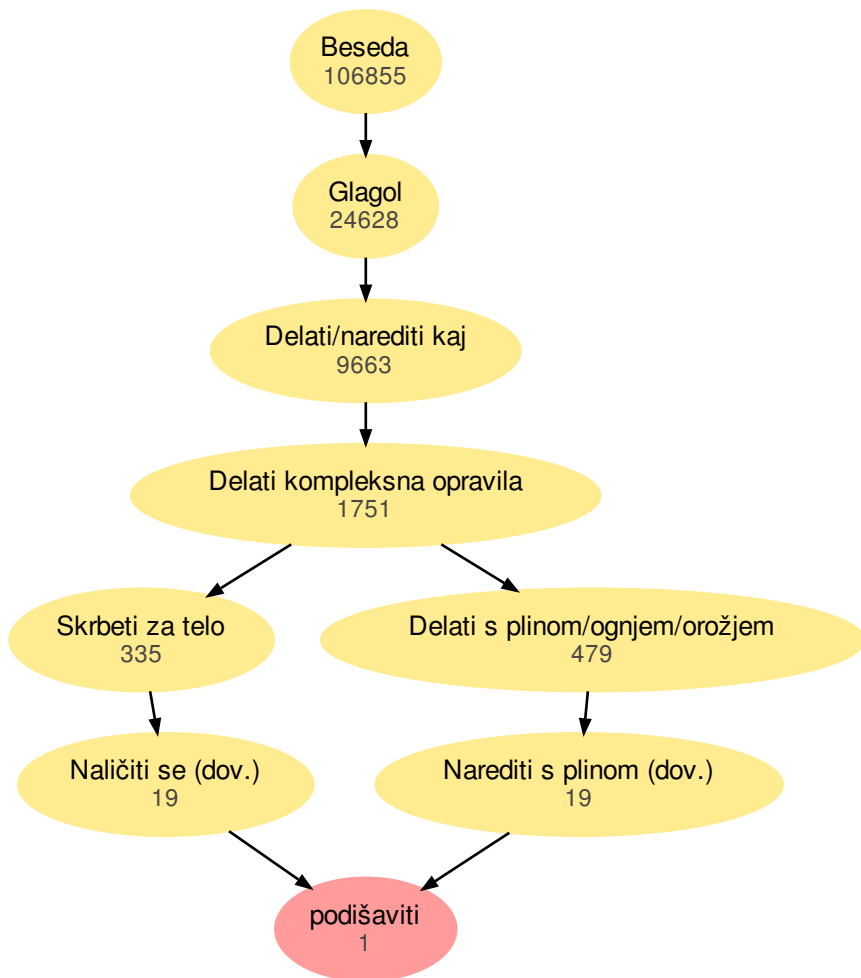 Beseda
106855
Glagol
24628
Delati/narediti kaj
9663
Delati kompleksna opravila
1751
Skrbeti za telo
335
Delati s plinom/ognjem/orožjem
479
Naličiti se (dov.)
19
Narediti s plinom (dov.)
19
podišaviti
1